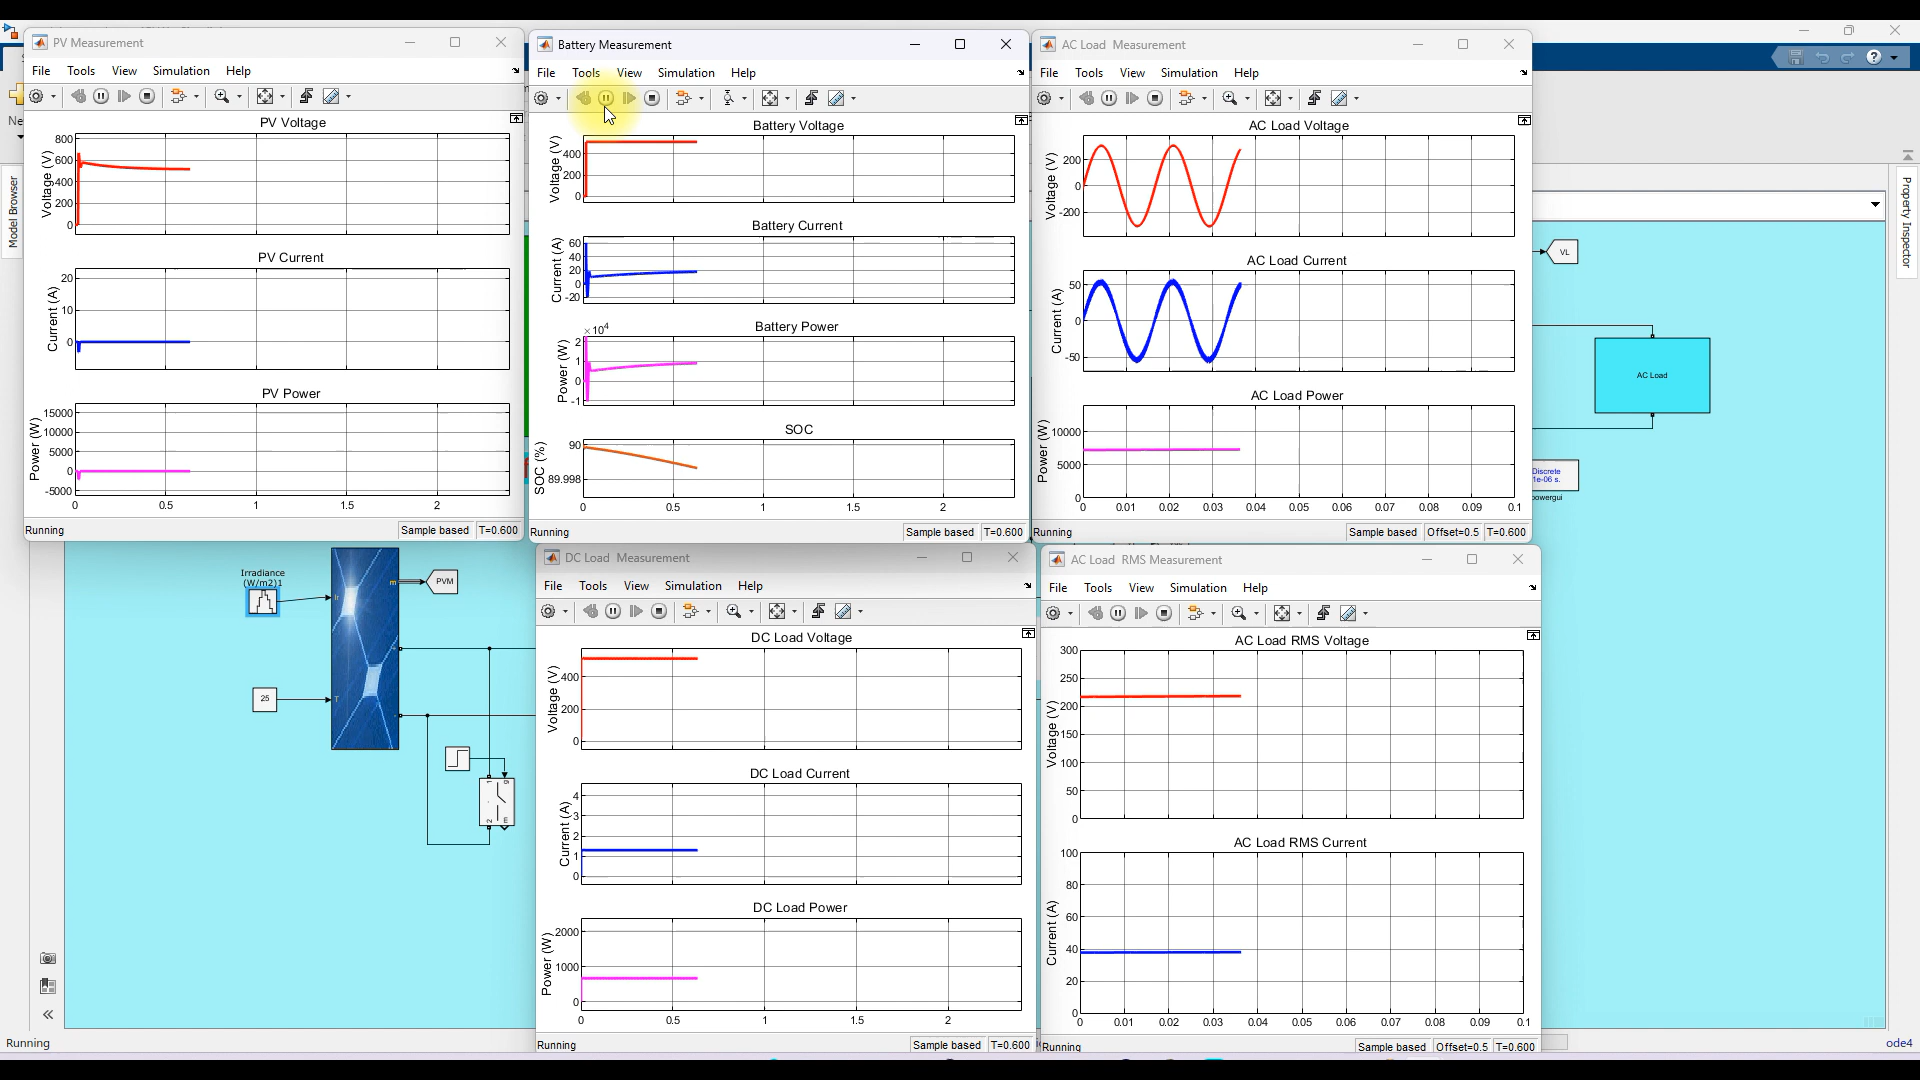 PV Measurement
File Tools View Simulation Help
PV Voltage
Voltage (V)
800
600
400
200
0
PV Current
Current (A)
20
10
0
PV Power
Power (W)
15000
10000
5000
0
-5000
0 0.5 1 1.5 2
Running Sample based T=0.600
Battery Measurement
File Tools View Simulation Help
Battery Voltage
Voltage (V)
400
200
0
Battery Current
Current (A)
60
40
20
0
-20
Battery Power
×10⁴
Power (W)
2
1
0
-1
SOC
SOC (%)
90
89.998
0 0.5 1 1.5 2
Running Sample based T=0.600
AC Load Measurement
File Tools View Simulation Help
AC Load Voltage
Voltage (V)
200
0
-200
AC Load Current
Current (A)
50
0
-50
AC Load Power
Power (W)
10000
5000
0
0 0.01 0.02 0.03 0.04 0.05 0.06 0.07 0.08 0.09 0.1
Running Sample based Offset=0.5 T=0.600
DC Load Measurement
File Tools View Simulation Help
DC Load Voltage
Voltage (V)
400
200
0
DC Load Current
Current (A)
4
3
2
1
0
DC Load Power
Power (W)
2000
1000
0
0 0.5 1 1.5 2
Running Sample based T=0.600
AC Load RMS Measurement
File Tools View Simulation Help
AC Load RMS Voltage
Voltage (V)
300
250
200
150
100
50
0
AC Load RMS Current
Current (A)
100
80
60
40
20
0
0 0.01 0.02 0.03 0.04 0.05 0.06 0.07 0.08 0.09 0.1
Running Sample based Offset=0.5 T=0.600
Ne
Model Browser
Property Inspector
VL
AC Load
Discrete
1e-06 s.
powergui
Irradiance
(W/m2)1
Ir
m
PVM
25
T
1
g
2
m
Running
ode4